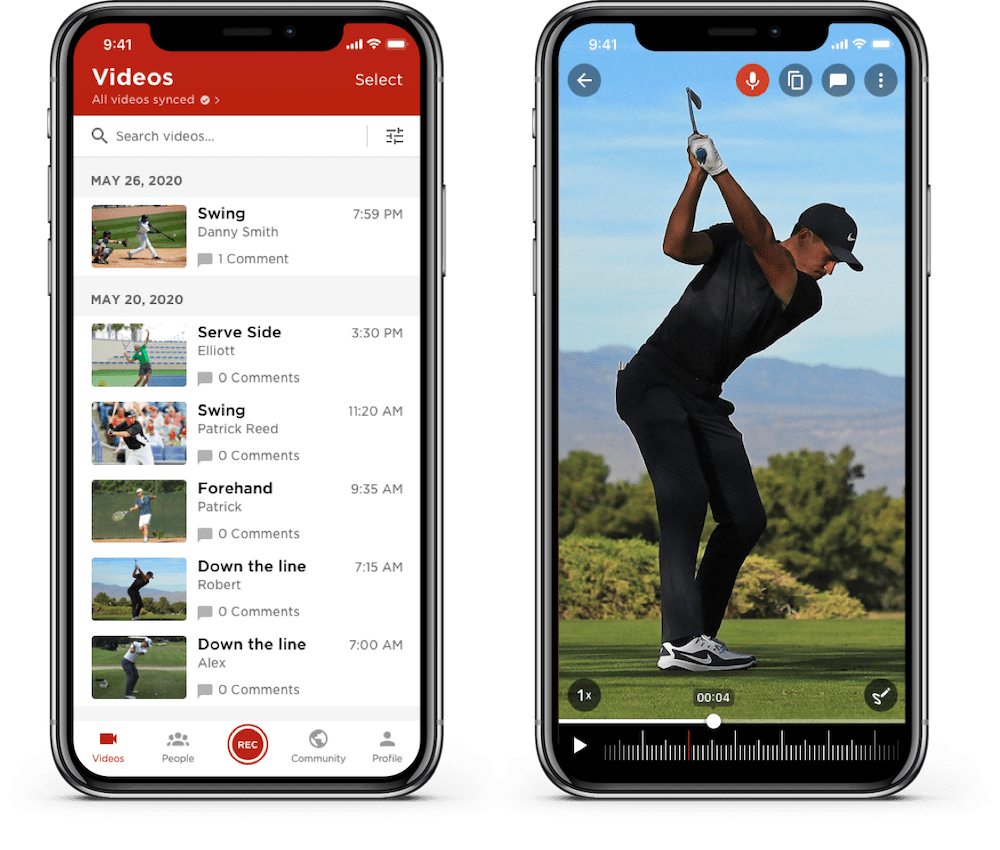 9:41
Videos
Select
All videos synced
Search videos...
MAY 26, 2020
Swing 7:59 PM
Danny Smith
1 Comment
MAY 20, 2020
Serve Side 3:30 PM
Elliott
0 Comments
Swing 11:20 AM
Patrick Reed
0 Comments
Forehand 9:35 AM
Patrick
0 Comments
Down the line 7:15 AM
Robert
0 Comments
Down the line 7:00 AM
Alex
0 Comments
REC
Videos People Community Profile
9:41
1x
00:04